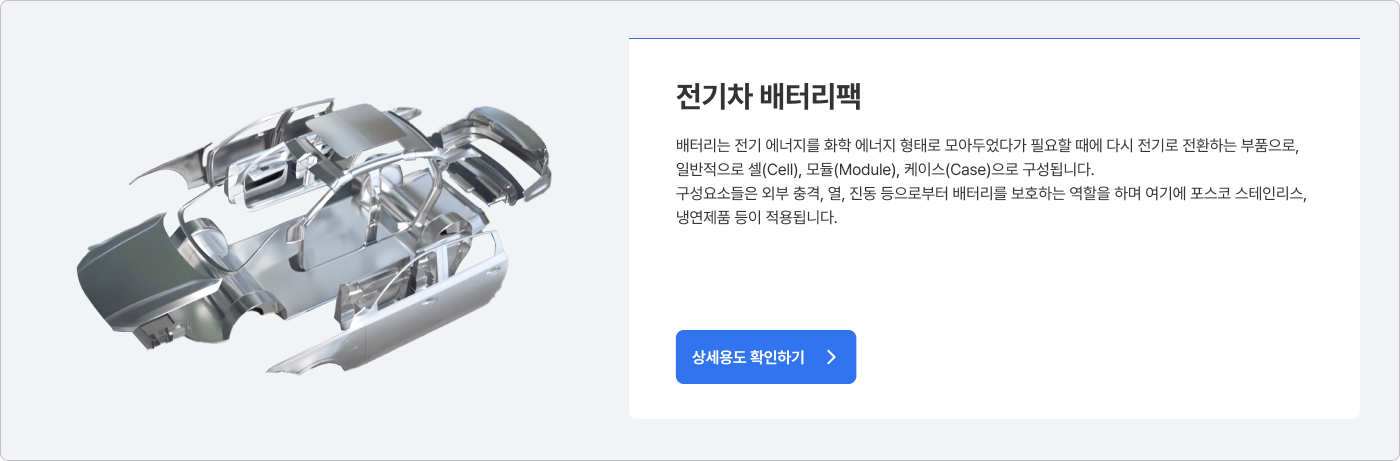 전기차 배터리팩
배터리는 전기 에너지를 화학 에너지 형태로 모아두었다가 필요할 때에 다시 전기로 전환하는 부품으로,
일반적으로 셀(Cell), 모듈(Module), 케이스(Case)으로 구성됩니다.
구성요소들은 외부 충격, 열, 진동 등으로부터 배터리를 보호하는 역할을 하며 여기에 포스코 스테인리스,
냉연제품 등이 적용됩니다.
상세용도 확인하기